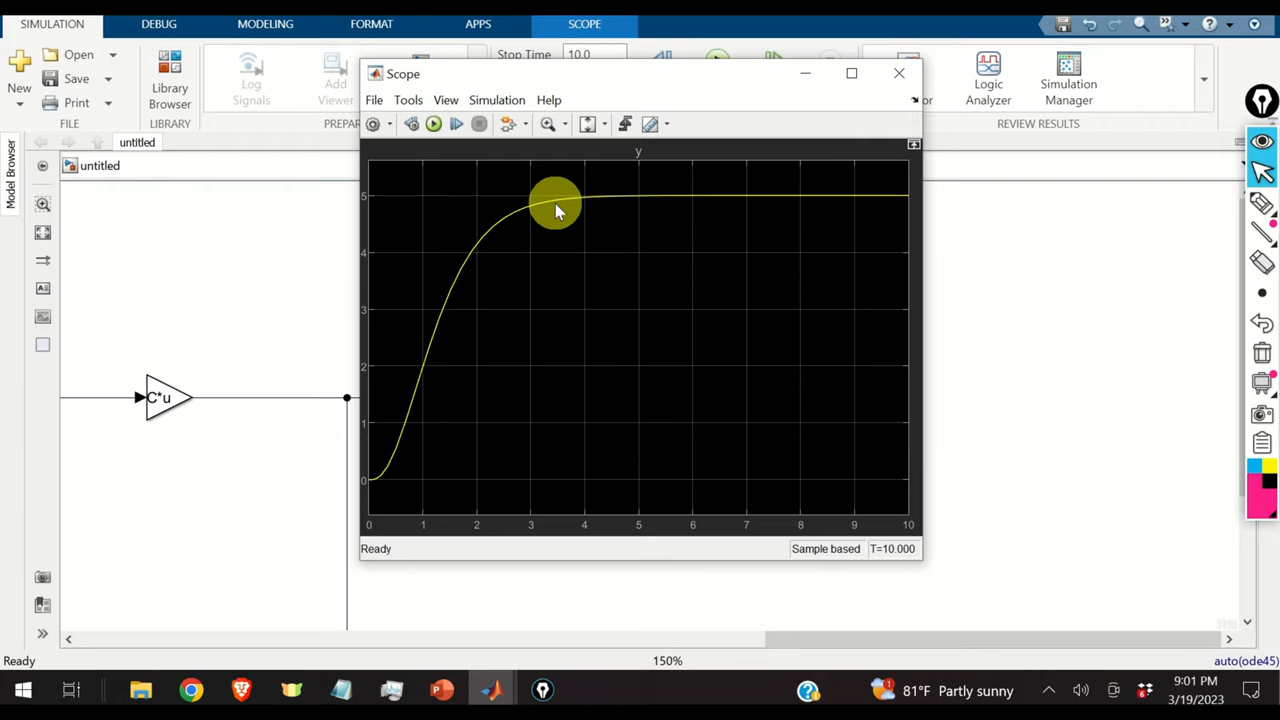 SIMULATION DEBUG MODELING FORMAT APPS SCOPE
New
Open
Save
Print
FILE
Library
Browser
LIBRARY
Log
Signals
Add
Viewer
PREPAR
Stop Time 10.0
Logic
Analyzer
Simulation
Manager
REVIEW RESULTS
Model Browser
untitled
untitled
C*u
Scope
File Tools View Simulation Help
y
5
4
3
2
1
0
0 1 2 3 4 5 6 7 8 9 10
Ready Sample based T=10.000
Ready 150% auto(ode45)
81°F Partly sunny
9:01 PM
3/19/2023